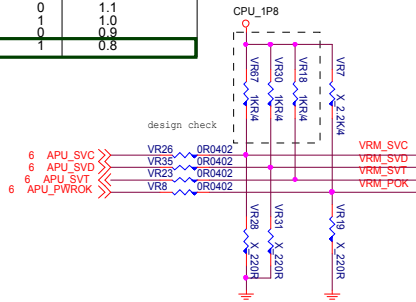 0 1.1
1 1.0
0 0.9
1 0.8
CPU_1P8
VR67 1KR/4
VR30 1KR/4
VR18 1KR/4
VR7 X_2.2K/4
design check
6 APU_SVC VR26 0R0402 VRM_SVC
6 APU_SVD VR35 0R0402 VRM_SVD
6 APU_SVT VR23 0R0402 VRM_SVT
6 APU_PWROK VR8 0R0402 VRM_POK
VR28 X_220R
VR31 X_220R
VR19 X_220R